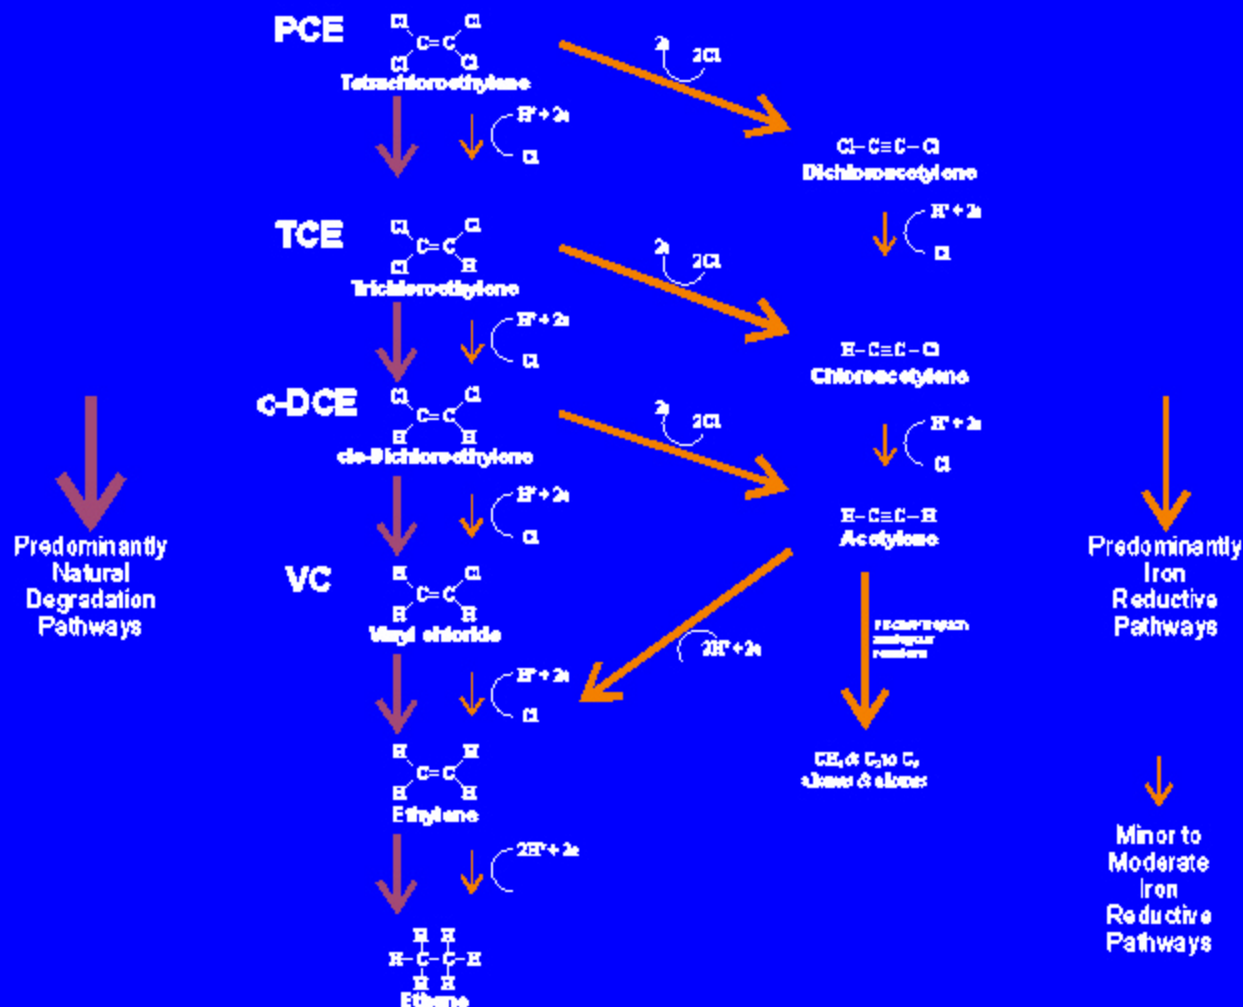 PCE
Cl Cl
C=C
Cl Cl
Tetrachloroethylene
2e
2Cl
H⁺ + 2e
Cl
Cl-C≡C-Cl
Dichloroacetylene
H⁺ + 2e
Cl
TCE
Cl Cl
C=C
Cl H
Trichloroethylene
2e
2Cl
H⁺ + 2e
Cl
H-C≡C-Cl
Chloroacetylene
H⁺ + 2e
Cl
c-DCE
Cl Cl
C=C
H H
cis-Dichloroethylene
2e
2Cl
H⁺ + 2e
Cl
H-C≡C-H
Acetylene
Predominantly
Natural
Degradation
Pathways
Predominantly
Iron
Reductive
Pathways
VC
H Cl
C=C
H H
Vinyl chloride
2H⁺ + 2e
H⁺ + 2e
Cl
H H
C=C
H H
Ethylene
CH₄ &
Minor to
Moderate
Iron
Reductive
Pathways
2H⁺ + 2e
H H
H-C-C-H
H H
Ethane